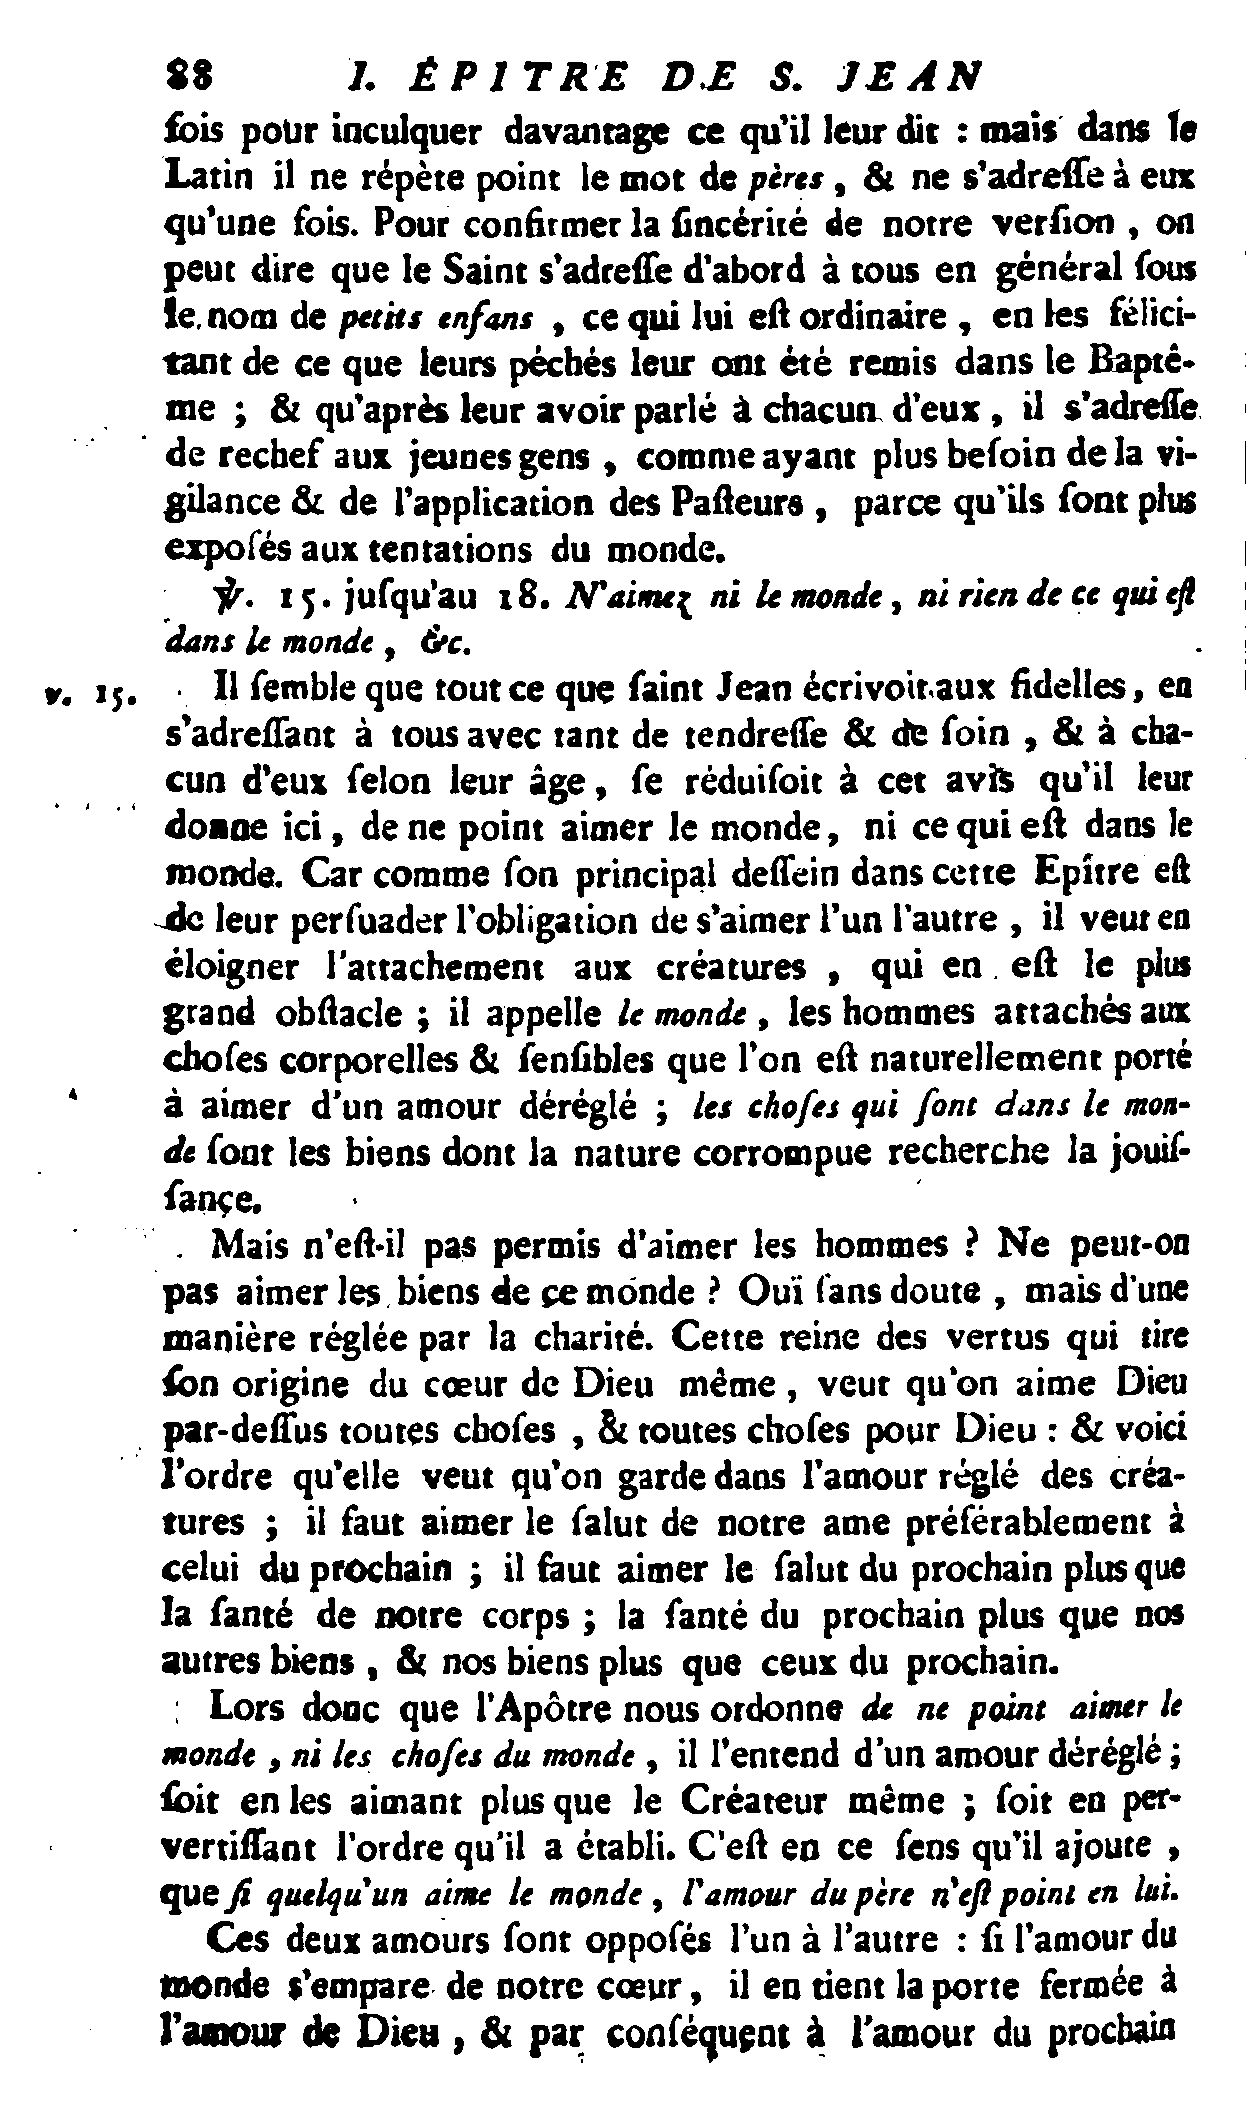 88 I. ÉPITRE DE S. JEAN
ſois pour inculquer davantage ce qu'il leur dit : mais dans le
Latin il ne répète point le mot de pères, & ne s'adreſſe à eux
qu'une fois. Pour confirmer la ſincérité de notre verſion, on
peut dire que le Saint s'adreſſe d'abord à tous en général ſous
le nom de petits enfans, ce qui lui eſt ordinaire, en les félici-
tant de ce que leurs péchés leur ont été remis dans le Baptê-
me ; & qu'après leur avoir parlé à chacun d'eux, il s'adreſſe
de rechef aux jeunes gens, comme ayant plus beſoin de la vi-
gilance & de l'application des Paſteurs, parce qu'ils ſont plus
expoſés aux tentations du monde.
℣. 15. juſqu'au 18. N'aimez ni le monde, ni rien de ce qui eſt
dans le monde, &c.
v. 15. Il ſemble que tout ce que ſaint Jean écrivoit aux fidelles, en
s'adreſſant à tous avec tant de tendreſſe & de ſoin, & à cha-
cun d'eux ſelon leur âge, ſe réduiſoit à cet avis qu'il leur
donne ici, de ne point aimer le monde, ni ce qui eſt dans le
monde. Car comme ſon principal deſſein dans cette Epître eſt
de leur perſuader l'obligation de s'aimer l'un l'autre, il veut en
éloigner l'attachement aux créatures, qui en eſt le plus
grand obſtacle ; il appelle le monde, les hommes attachés aux
choſes corporelles & ſenſibles que l'on eſt naturellement porté
à aimer d'un amour déréglé ; les choſes qui ſont dans le mon-
de ſont les biens dont la nature corrompue recherche la jouiſ-
ſance.
Mais n'eſt-il pas permis d'aimer les hommes ? Ne peut-on
pas aimer les biens de ce monde ? Ouï ſans doute, mais d'une
manière réglée par la charité. Cette reine des vertus qui tire
ſon origine du cœur de Dieu même, veut qu'on aime Dieu
par-deſſus toutes choſes, & toutes choſes pour Dieu : & voici
l'ordre qu'elle veut qu'on garde dans l'amour réglé des créa-
tures ; il faut aimer le ſalut de notre ame préférablement à
celui du prochain ; il faut aimer le ſalut du prochain plus que
la ſanté de notre corps ; la ſanté du prochain plus que nos
autres biens, & nos biens plus que ceux du prochain.
Lors donc que l'Apôtre nous ordonne de ne point aimer le
monde, ni les choſes du monde, il l'entend d'un amour déréglé ;
ſoit en les aimant plus que le Créateur même ; ſoit en per-
vertiſſant l'ordre qu'il a établi. C'eſt en ce ſens qu'il ajoute,
que ſi quelqu'un aime le monde, l'amour du père n'eſt point en lui.
Ces deux amours ſont oppoſés l'un à l'autre : ſi l'amour du
monde s'empare de notre cœur, il en tient la porte fermée à
l'amour de Dieu, & par conſéquent à l'amour du prochain